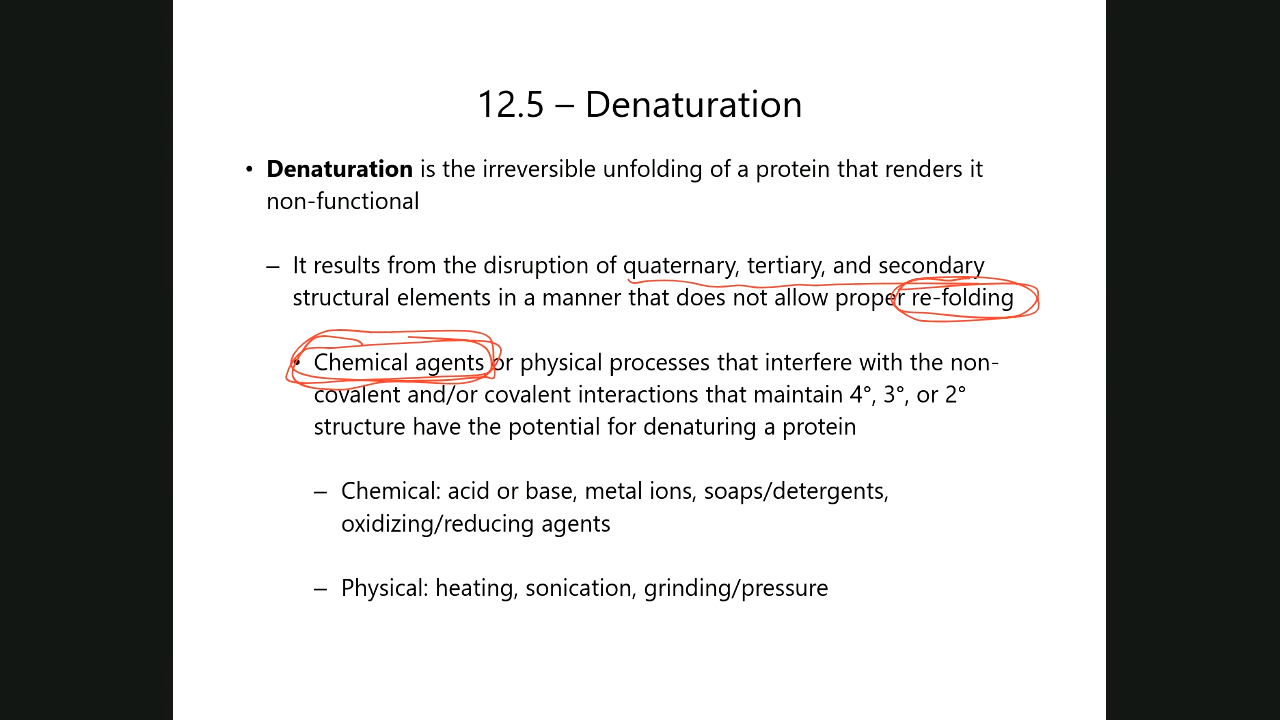 12.5 – Denaturation
• Denaturation is the irreversible unfolding of a protein that renders it
non-functional
– It results from the disruption of quaternary, tertiary, and secondary
structural elements in a manner that does not allow proper re-folding
• Chemical agents or physical processes that interfere with the non-
covalent and/or covalent interactions that maintain 4°, 3°, or 2°
structure have the potential for denaturing a protein
– Chemical: acid or base, metal ions, soaps/detergents,
oxidizing/reducing agents
– Physical: heating, sonication, grinding/pressure